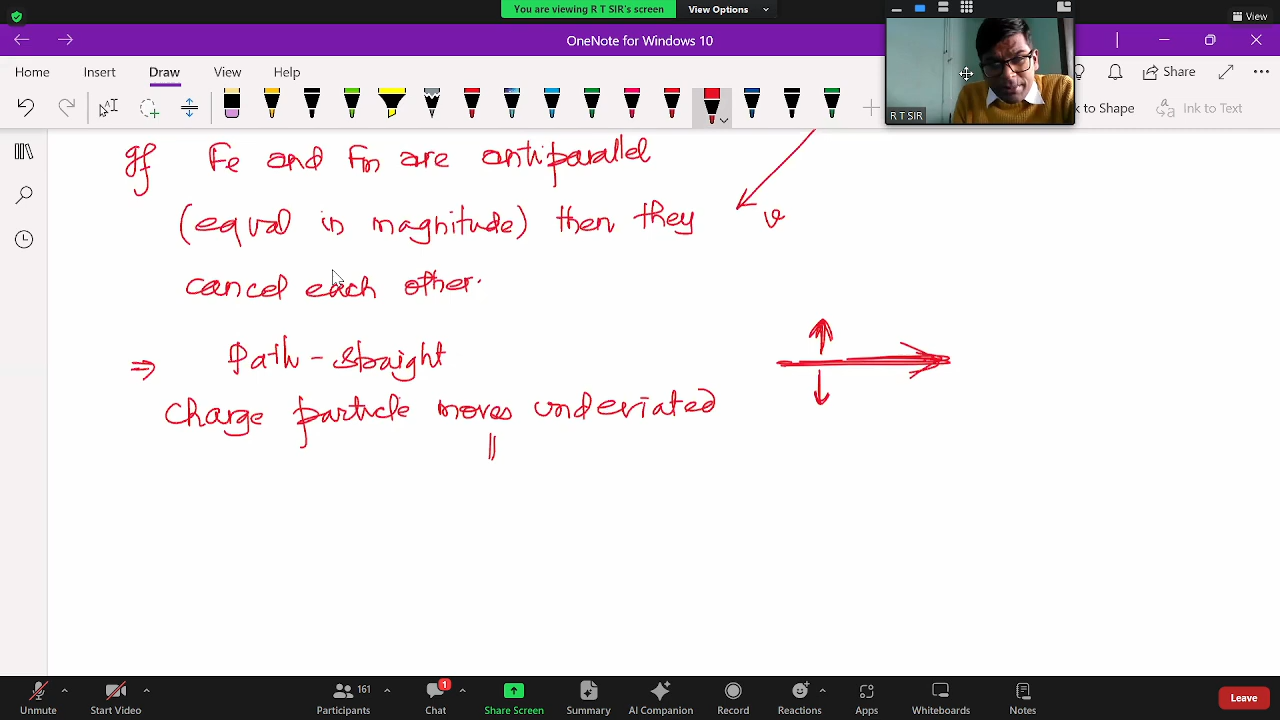 You are viewing R T SIR's screen View Options
View
OneNote for Windows 10
Home Insert Draw View Help
Share
to Shape Ink to Text
R T SIR
If Fe and Fm are antiparallel
(equal in magnitude) then they
v
cancel each other.
⇒ Path - straight
Charge particle moves undeviated
||
Unmute Start Video Participants 161 Chat 1 Share Screen Summary AI Companion Record Reactions Apps Whiteboards Notes Leave